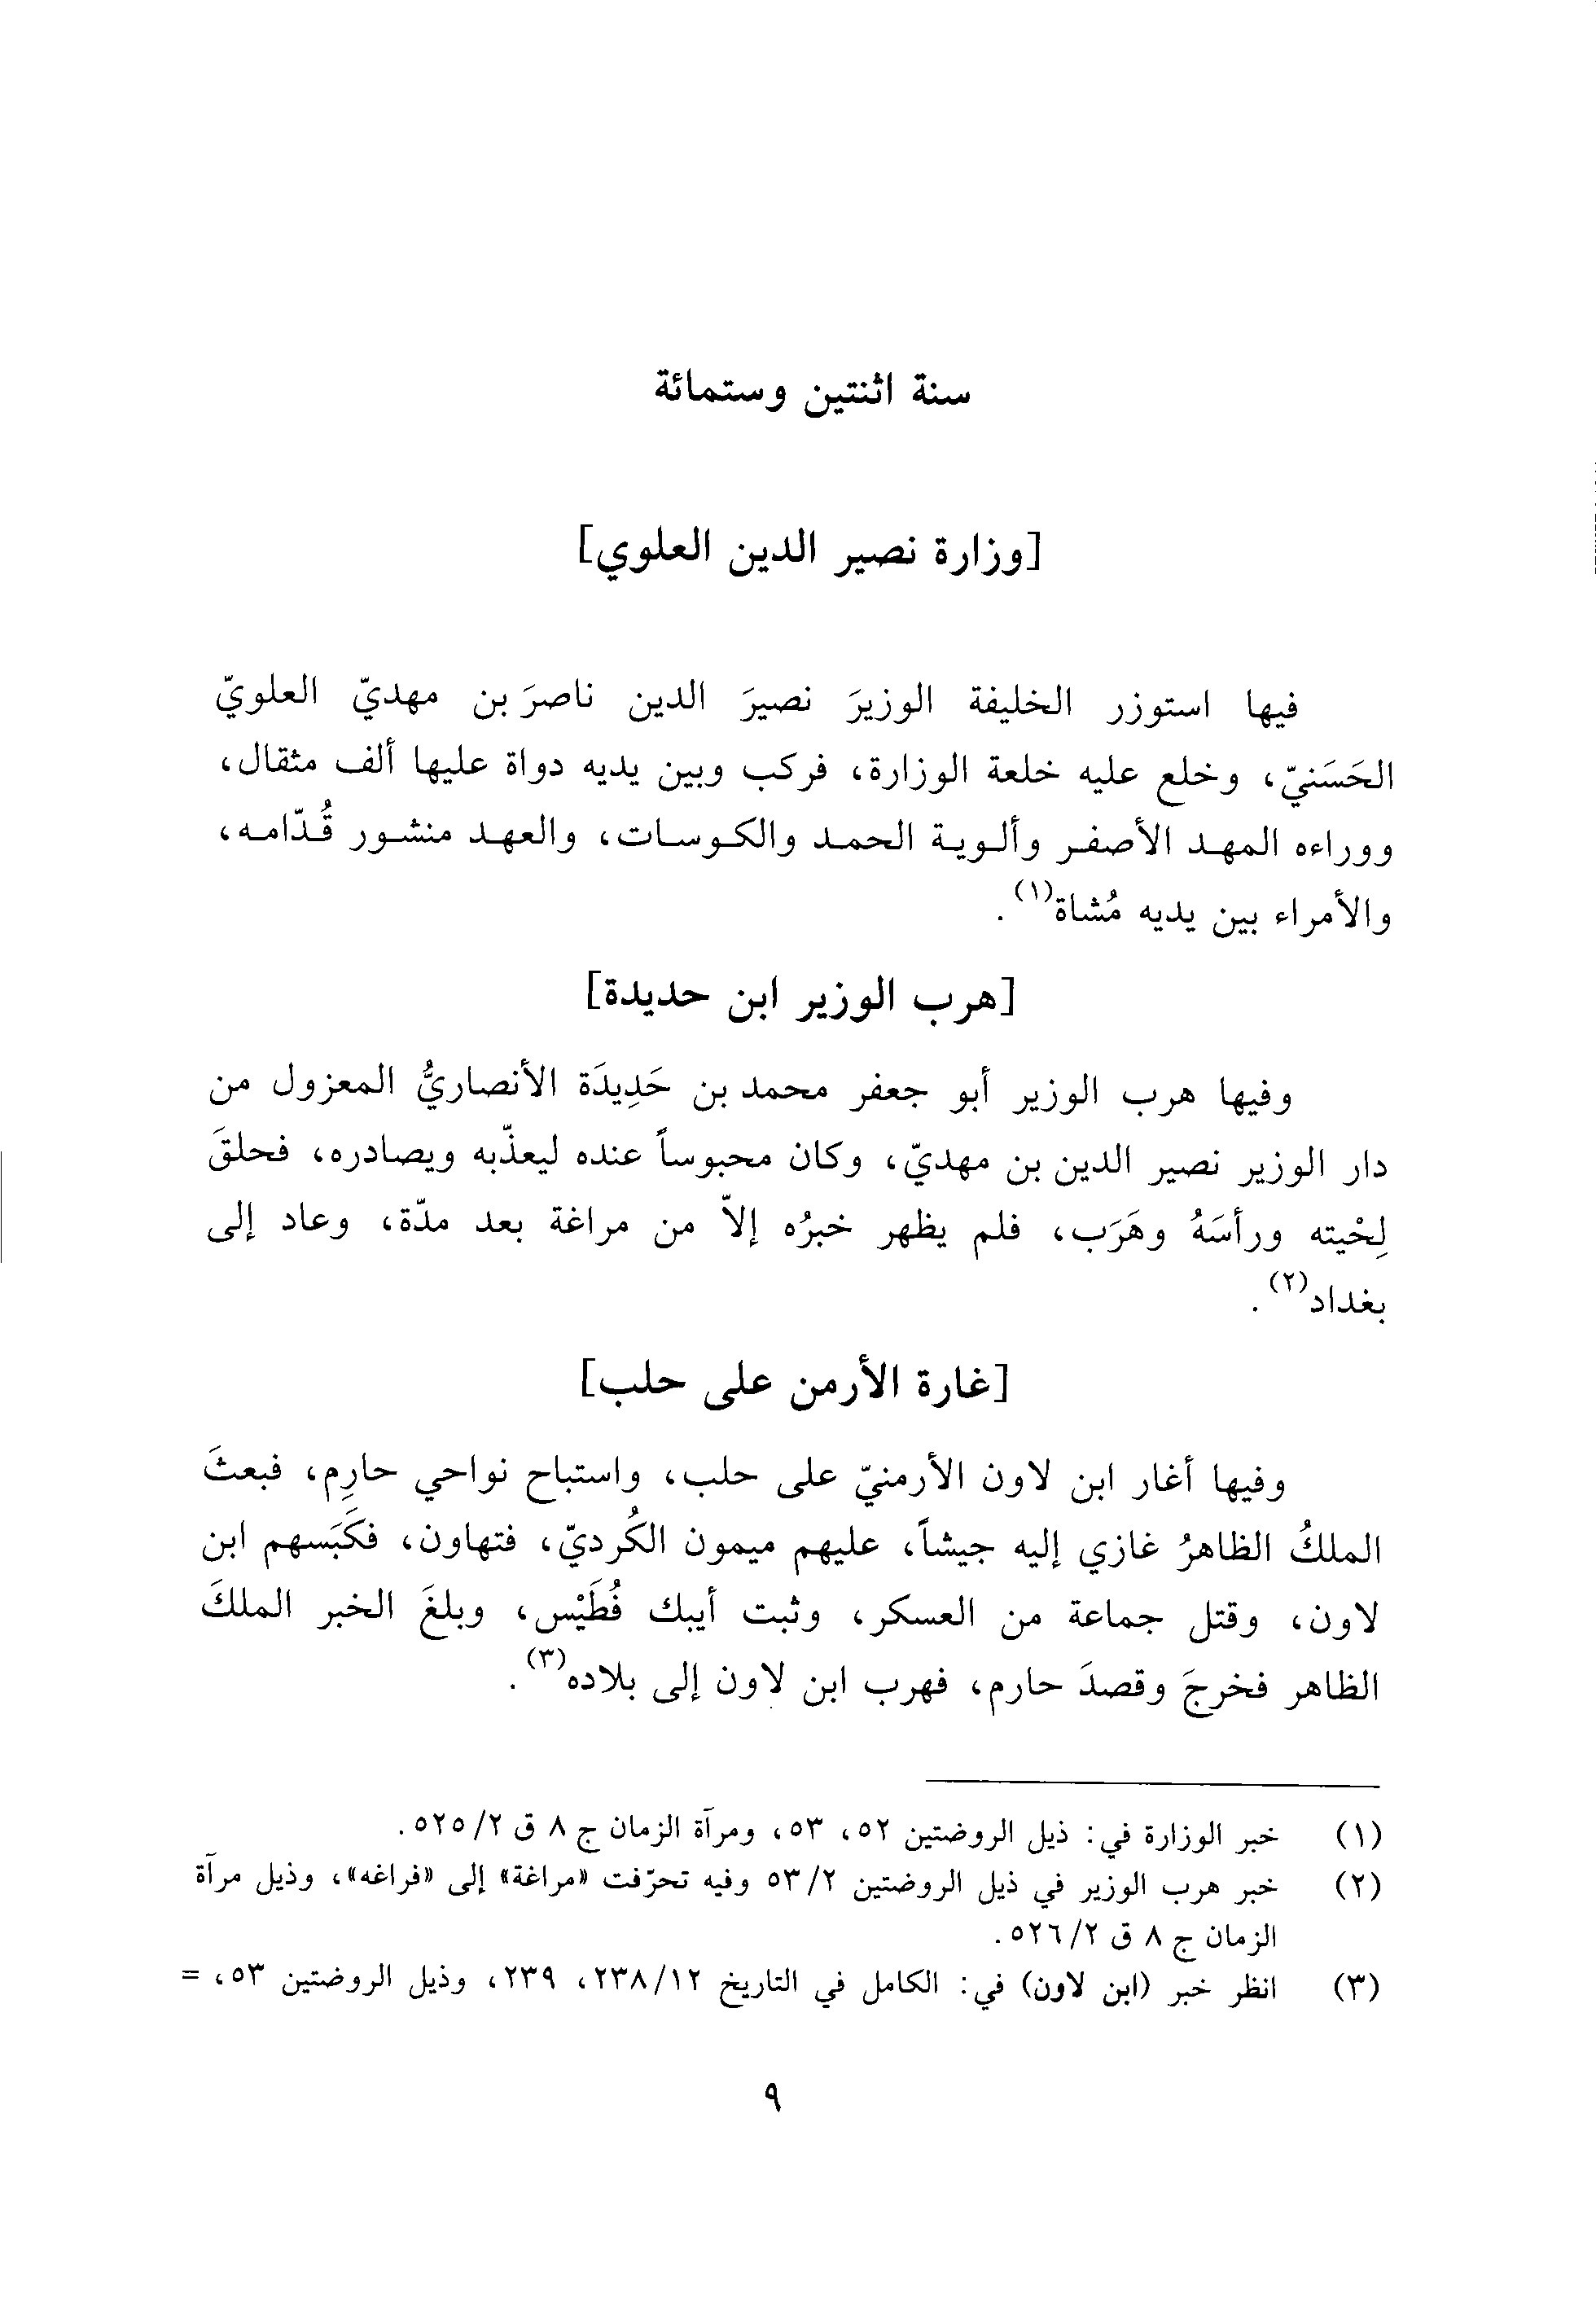 سنة اثنتين وستمائة
[وزارة نصير الدين العلوي]
فيها استوزر الخليفة الوزيرَ نصيرَ الدين ناصرَ بن مهديّ العلويّ
الحَسَنيّ، وخلع عليه خلعة الوزارة، فركب وبين يديه دواة عليها ألف مثقال،
ووراءه المهد الأصفر وألوية الحمد والكوسات، والعهد منشور قُدّامه،
والأمراء بين يديه مُشاة(١).
[هرب الوزير ابن حديدة]
وفيها هرب الوزير أبو جعفر محمد بن حَدِيدَة الأنصاريُّ المعزول من
دار الوزير نصير الدين بن مهديّ، وكان محبوساً عنده ليعذّبه ويصادره، فحلقَ
لِحْيته ورأسَهُ وهَرَب، فلم يظهر خبرُه إلاّ من مراغة بعد مدّة، وعاد إلى
بغداد(٢).
[غارة الأرمن على حلب]
وفيها أغار ابن لاون الأرمنيّ على حلب، واستباح نواحي حارِم، فبعثَ
الملكُ الظاهرُ غازي إليه جيشاً، عليهم ميمون الكُرديّ، فتهاون، فكَبَسهم ابن
لاون، وقتل جماعة من العسكر، وثبت أيبك فُطَيْس، وبلغَ الخبر الملكَ
الظاهر فخرجَ وقصدَ حارم، فهرب ابن لاون إلى بلاده(٣).
(١) خبر الوزارة في: ذيل الروضتين ٥٢، ٥٣، ومرآة الزمان ج ٨ ق ٢/ ٥٢٥.
(٢) خبر هرب الوزير في ذيل الروضتين ٥٣/٢ وفيه تحرّفت «مراغة» إلى «فراغه»، وذيل مرآة
الزمان ج ٨ ق ٢/ ٥٢٦.
(٣) انظر خبر (ابن لاون) في: الكامل في التاريخ ٢٣٨/١٢، ٢٣٩، وذيل الروضتين ٥٣، =
٩